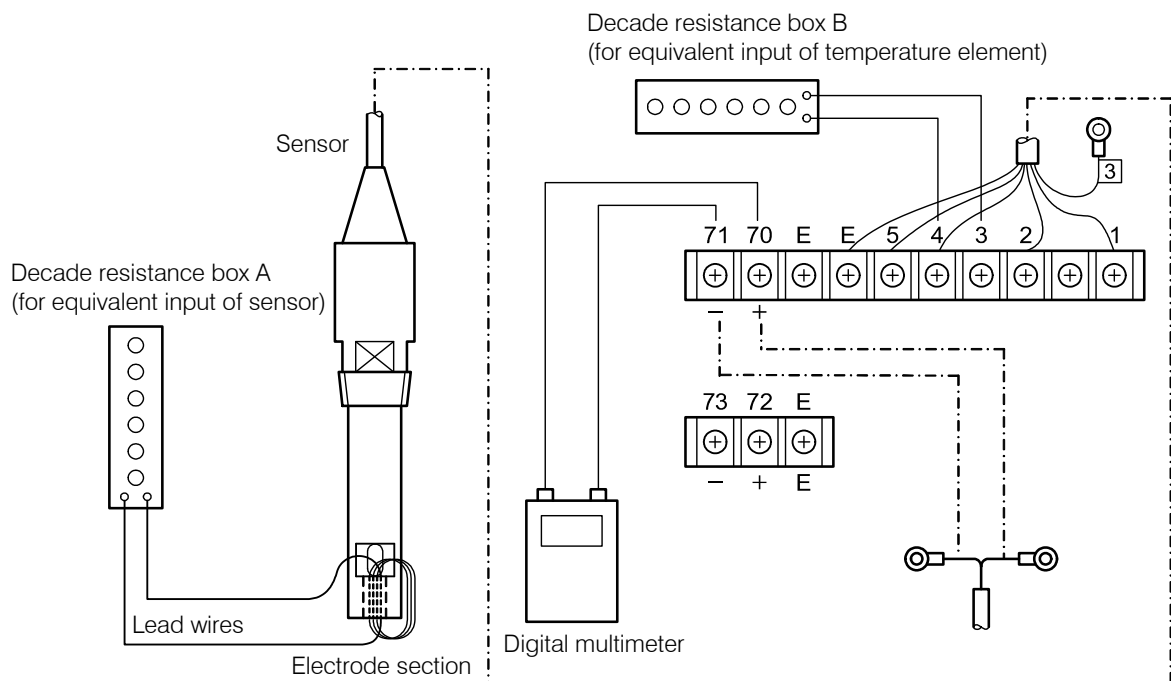 Decade resistance box B
(for equivalent input of temperature element)
Sensor
3
71 70 E E 5 4 3 2 1
Decade resistance box A
(for equivalent input of sensor)
− +
73 72 E
− + E
Lead wires
Digital multimeter
Electrode section